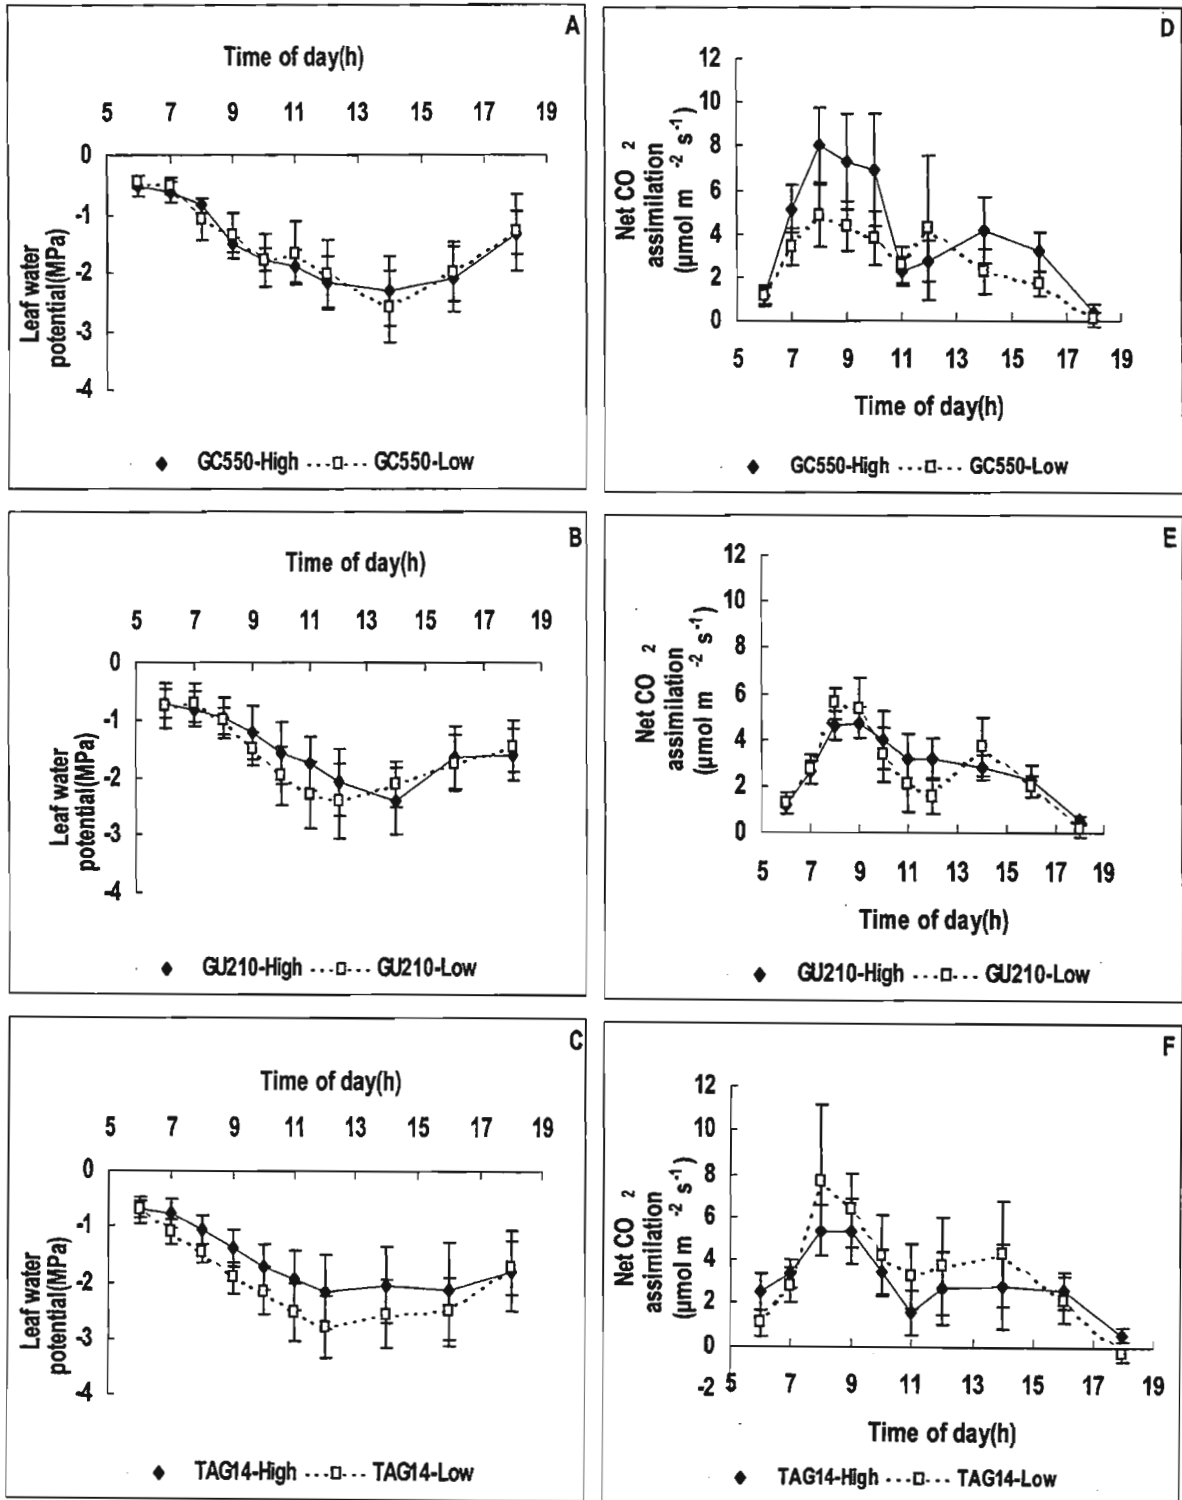 A
Time of day(h)
5 7 9 11 13 15 17 19
0
-1
-2
-3
-4
Leaf water
potential(MPa)
GC550-High GC550-Low
D
12
10
8
6
4
2
0
Net CO 2
assimilation
(µmol m -2 s-1)
5 7 9 11 13 15 17 19
Time of day(h)
GC550-High GC550-Low
B
Time of day(h)
5 7 9 11 13 15 17 19
0
-1
-2
-3
-4
Leaf water
potential(MPa)
GU210-High GU210-Low
E
12
10
8
6
4
2
0
Net CO 2
assimilation
(µmol m -2 s-1)
5 7 9 11 13 15 17 19
Time of day(h)
GU210-High GU210-Low
C
Time of day(h)
5 7 9 11 13 15 17 19
0
-1
-2
-3
-4
Leaf water
potential(MPa)
TAG14-High TAG14-Low
F
12
10
8
6
4
2
0
-2
Net CO 2
assimilation
(µmol m -2 s-1)
5 7 9 11 13 15 17 19
Time of day(h)
TAG14-High TAG14-Low